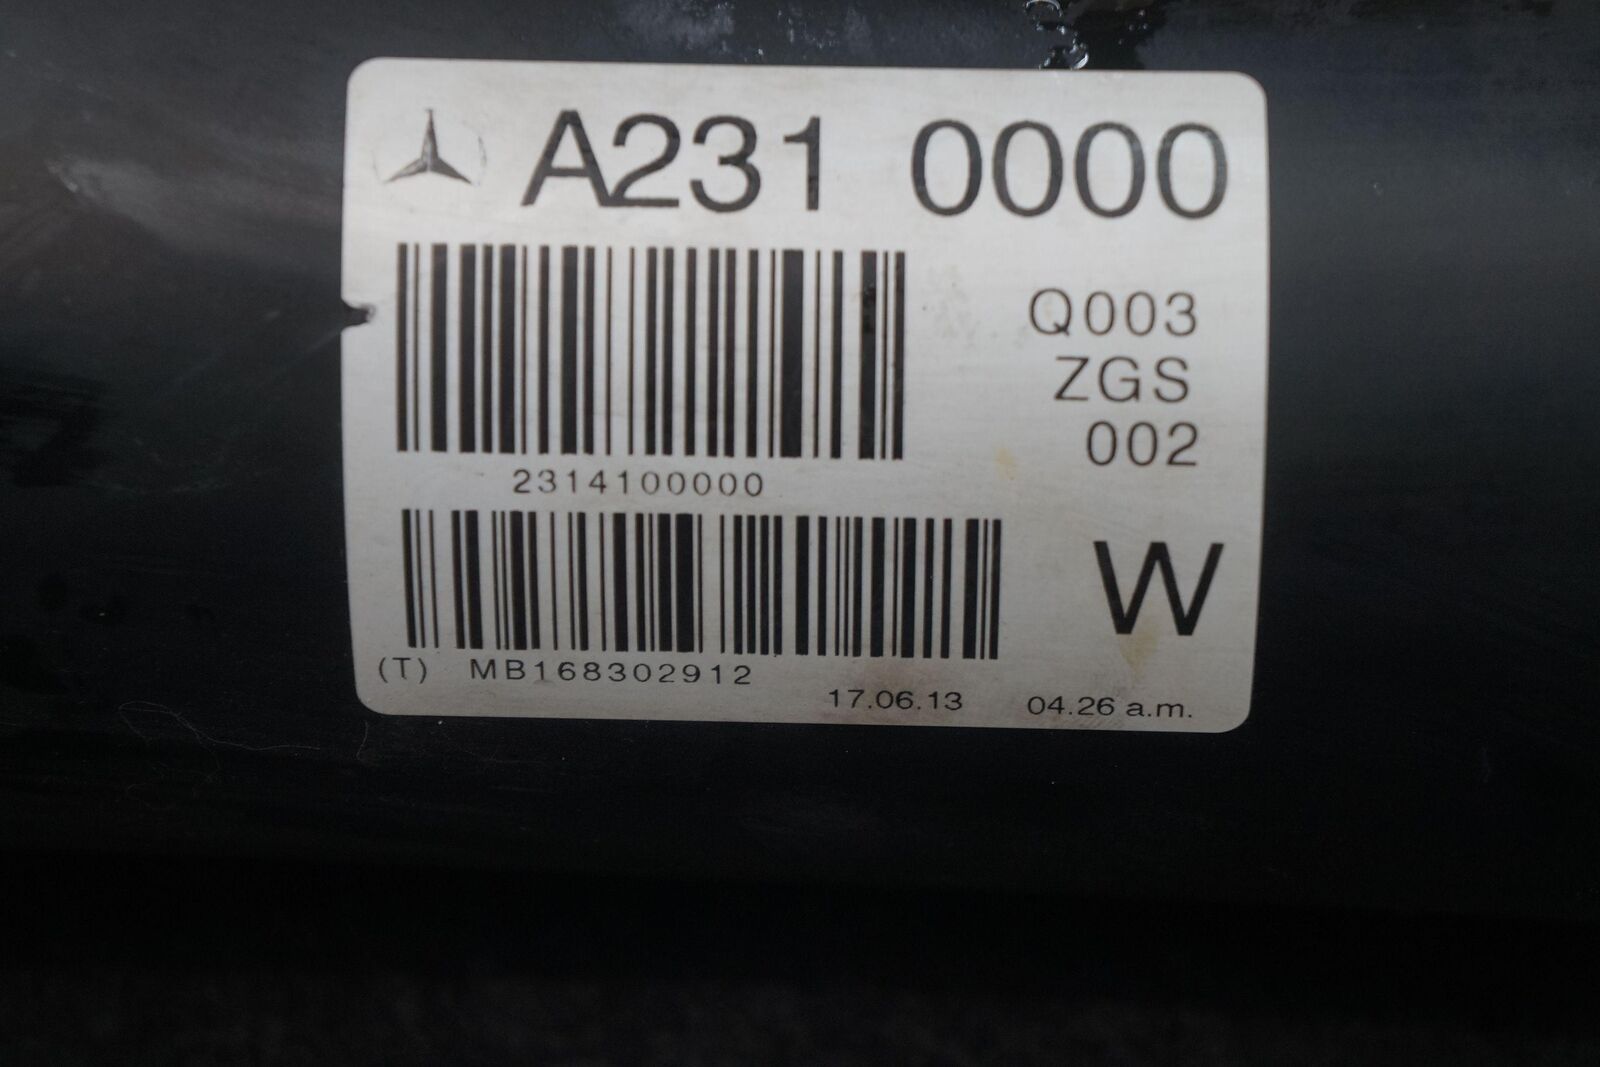 A231 0000
Q003
ZGS
002
2314100000
W
(T) MB168302912
17.06.13 04.26 a.m.